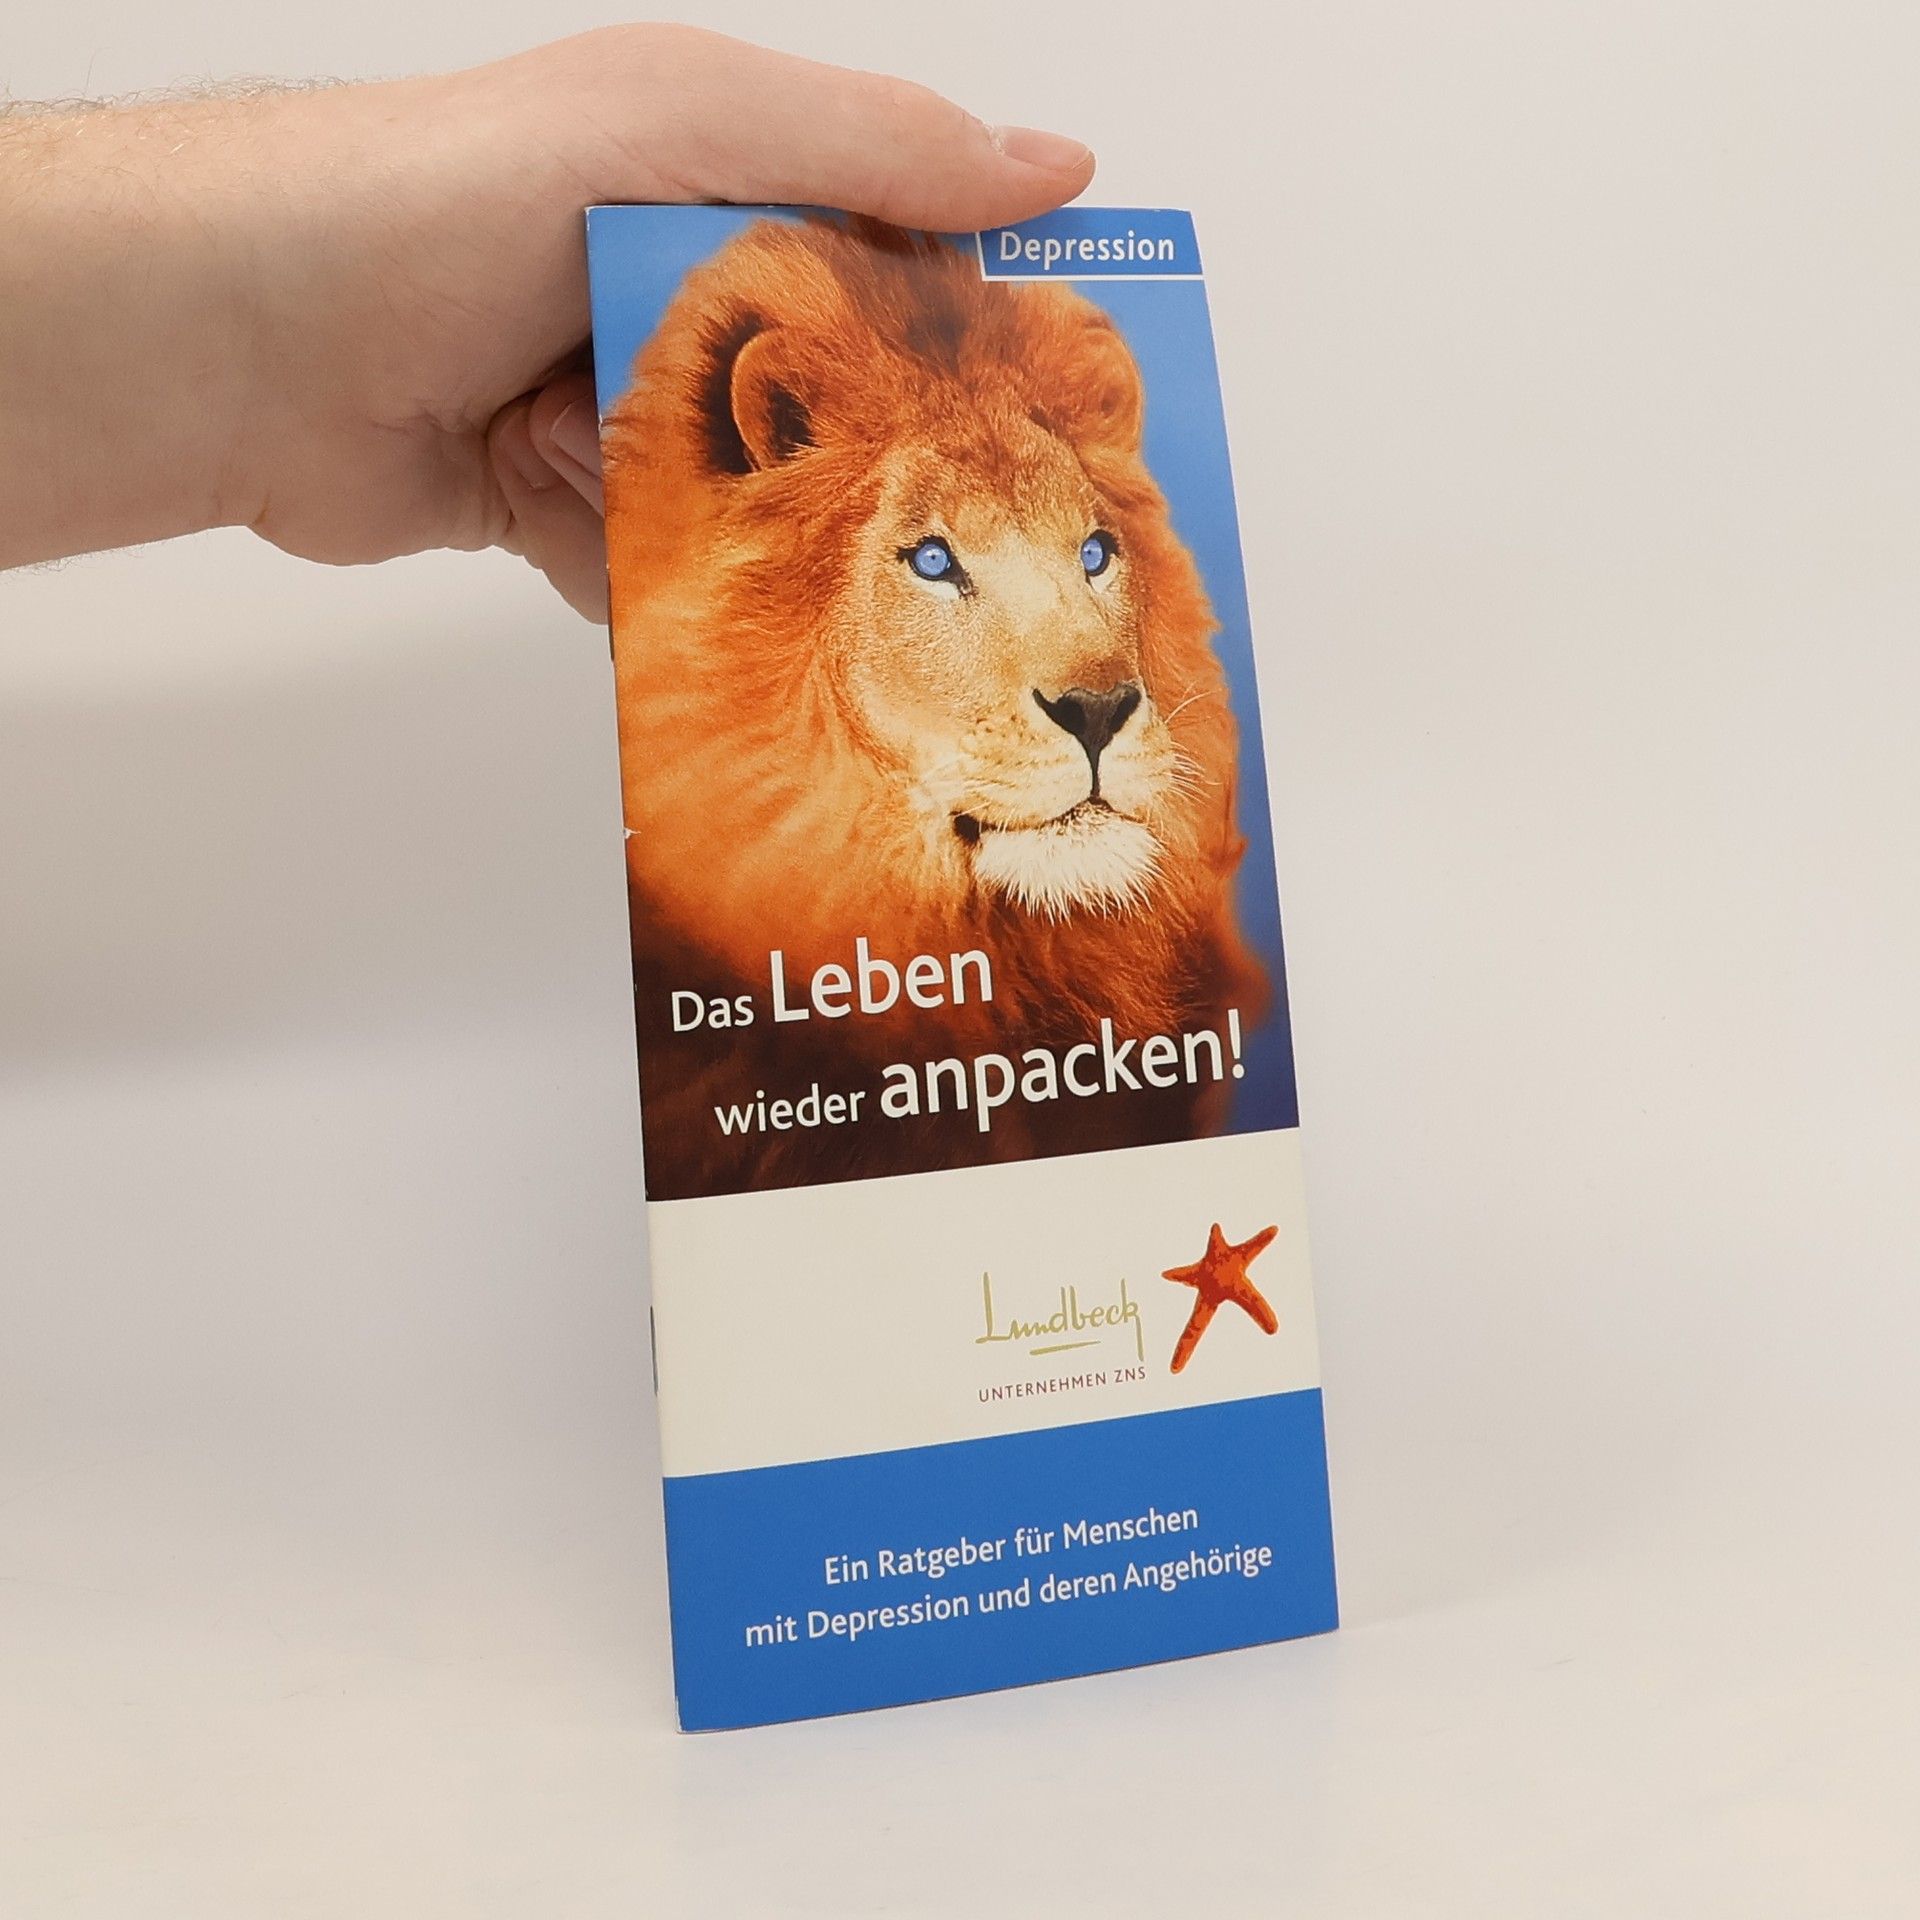 Depression
Das Leben
wieder anpacken!
Lundbeck
UNTERNEHMEN ZNS
Ein Ratgeber für Menschen
mit Depression und deren Angehörige